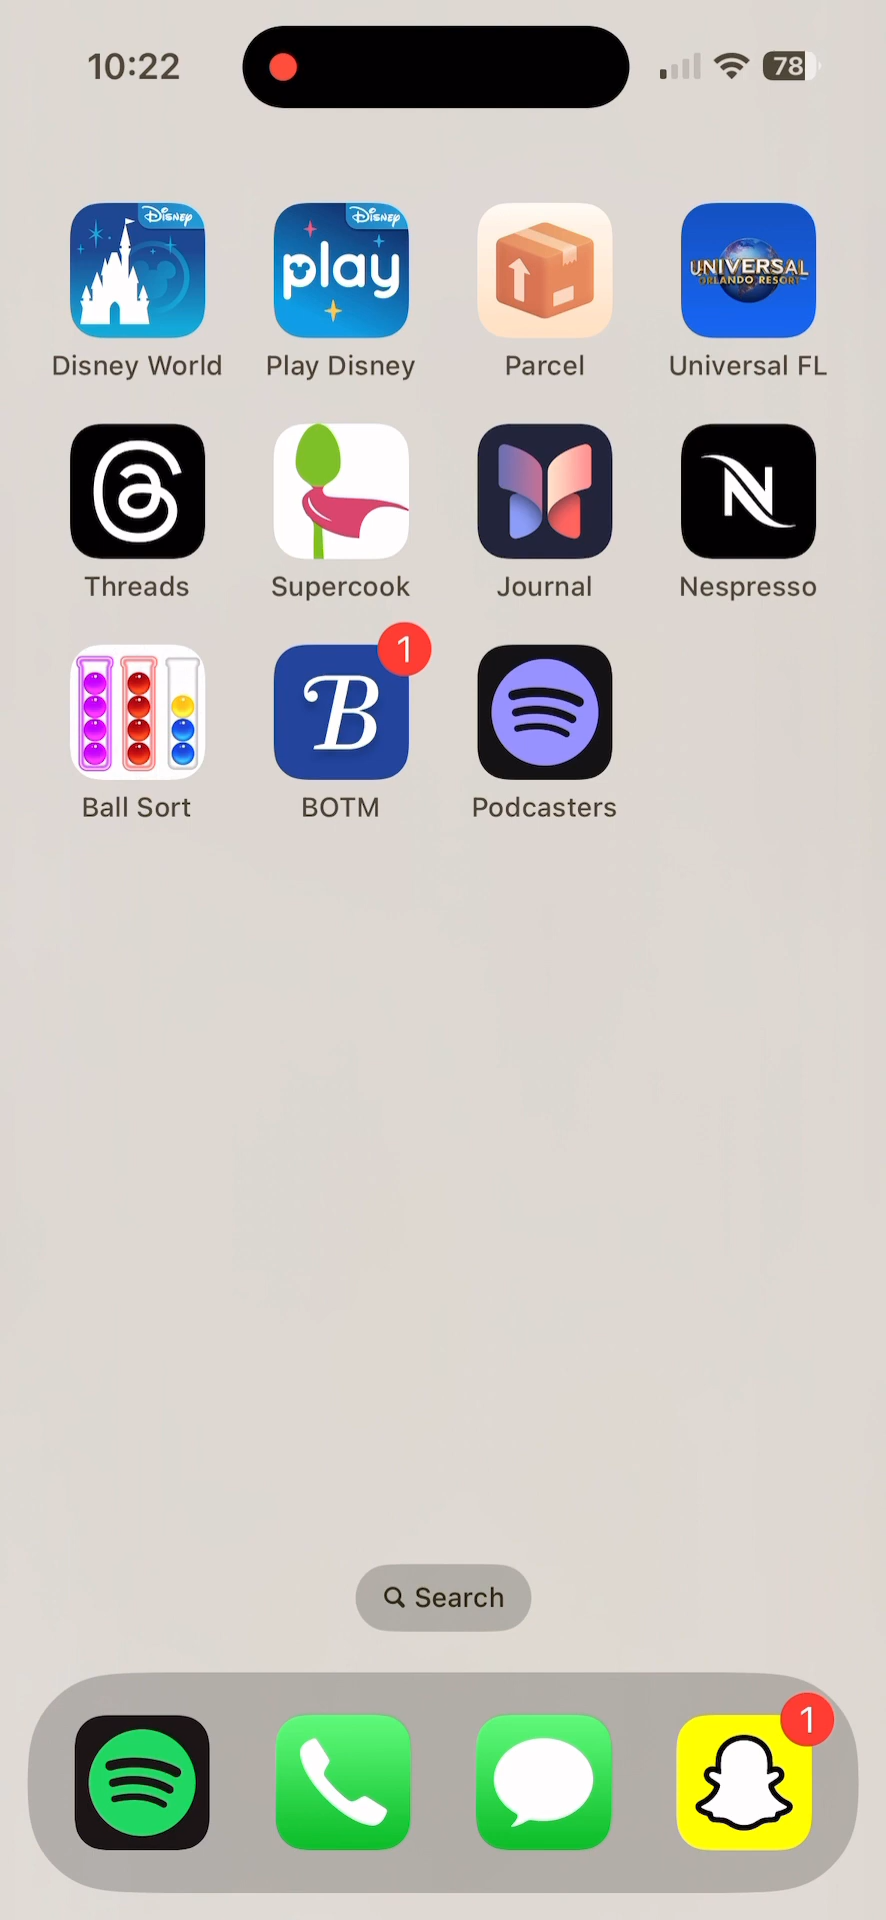 10:22
78
Disney
Disney
play
UNIVERSAL
ORLANDO RESORT
Disney World
Play Disney
Parcel
Universal FL
N
Threads
Supercook
Journal
Nespresso
1
B
Ball Sort
BOTM
Podcasters
Search
1